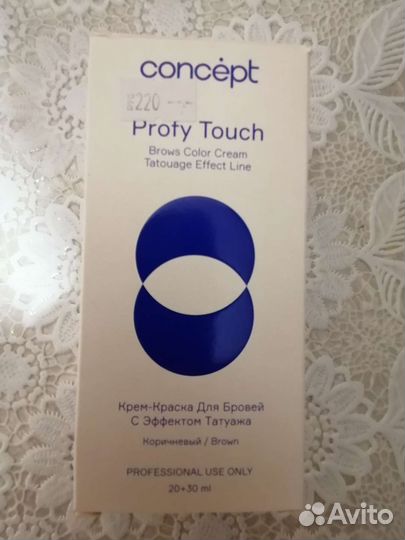 concépt
220
Profy Touch
Brows Color Cream
Tatouage Effect Line
Крем-Краска Для Бровей
С Эффектом Татуажа
Коричневый / Brown
PROFESSIONAL USE ONLY
20+30 ml
Avito